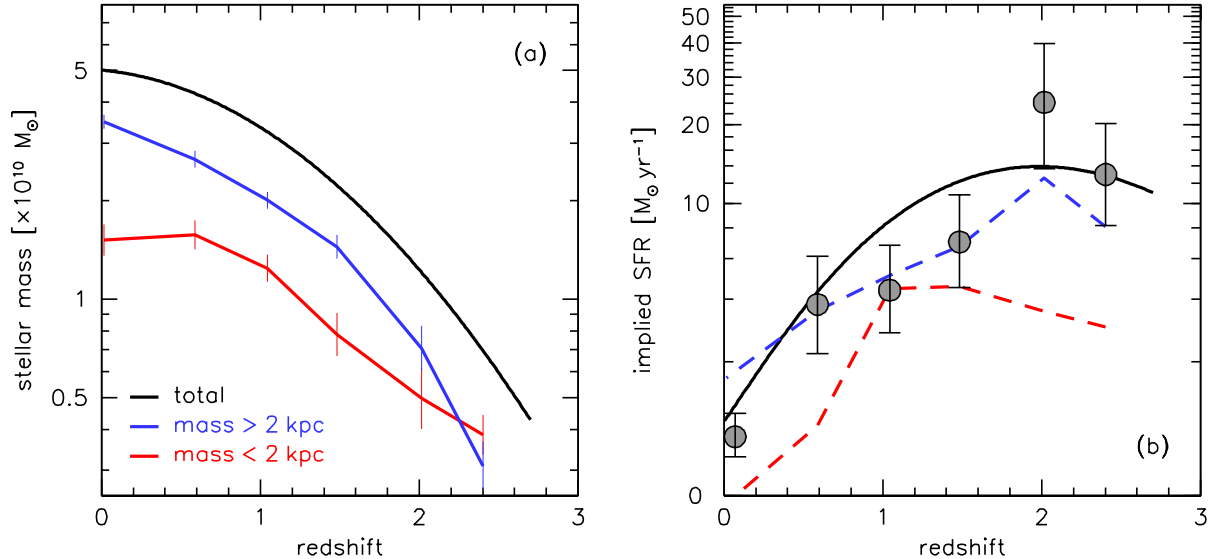 (a)
stellar mass [×10¹⁰ M☉]
5
1
0.5
total
mass > 2 kpc
mass < 2 kpc
0 1 2 3
redshift
(b)
implied SFR [M☉ yr⁻¹]
50
40
30
20
10
0
0 1 2 3
redshift